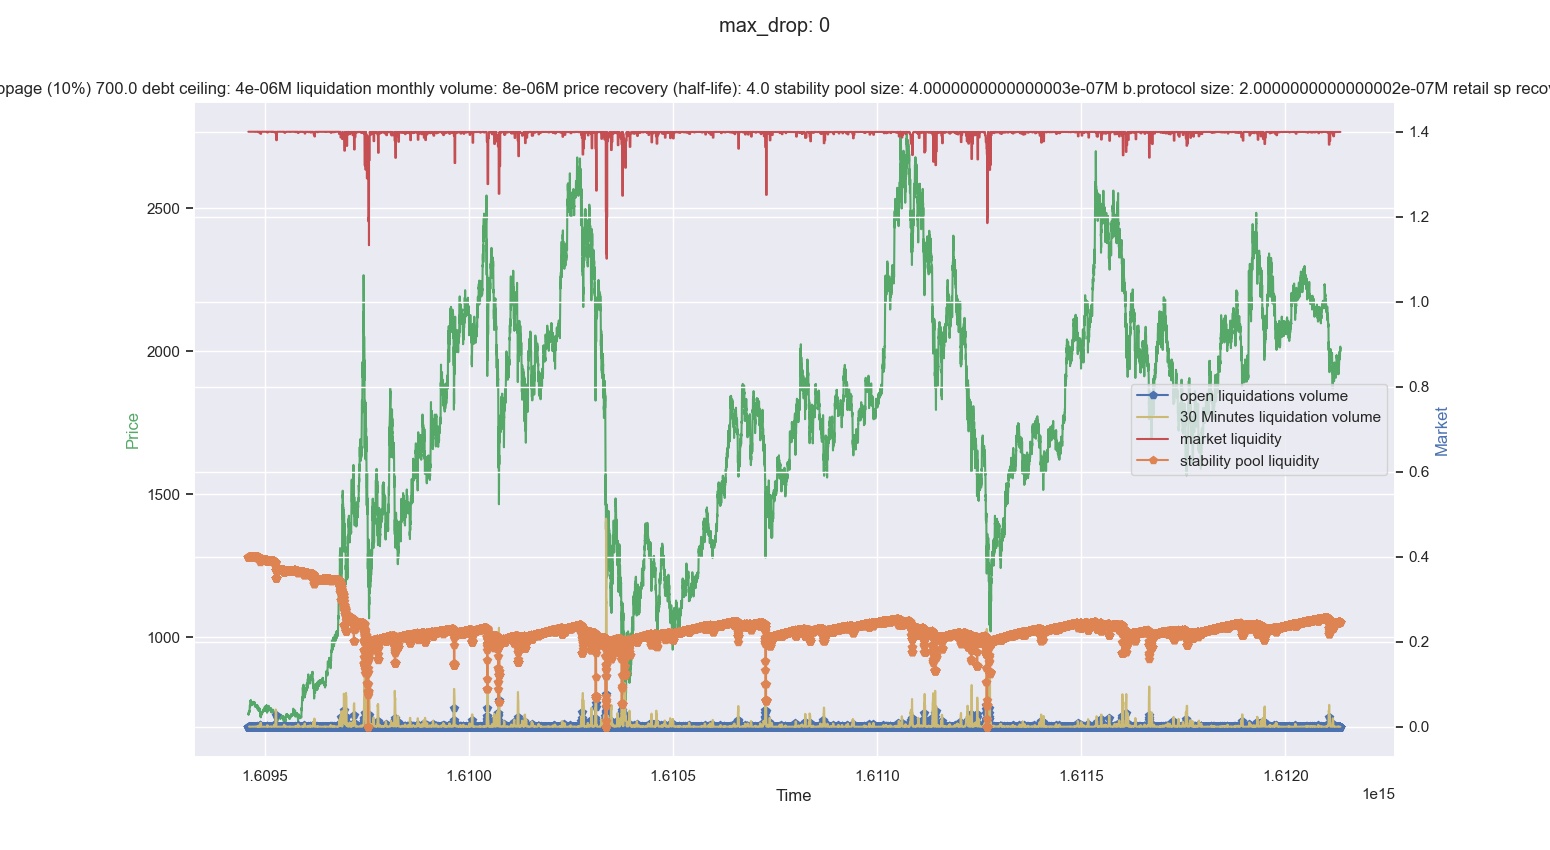 max_drop: 0
opage (10%) 700.0 debt ceiling: 4e-06M liquidation monthly volume: 8e-06M price recovery (half-life): 4.0 stability pool size: 4.0000000000000003e-07M b.protocol size: 2.0000000000000002e-07M retail sp recov
2500
2000
1500
1000
Price
1.4
1.2
1.0
0.8
0.6
0.4
0.2
0.0
Market
open liquidations volume
30 Minutes liquidation volume
market liquidity
stability pool liquidity
1.6095 1.6100 1.6105 1.6110 1.6115 1.6120
Time
1e15